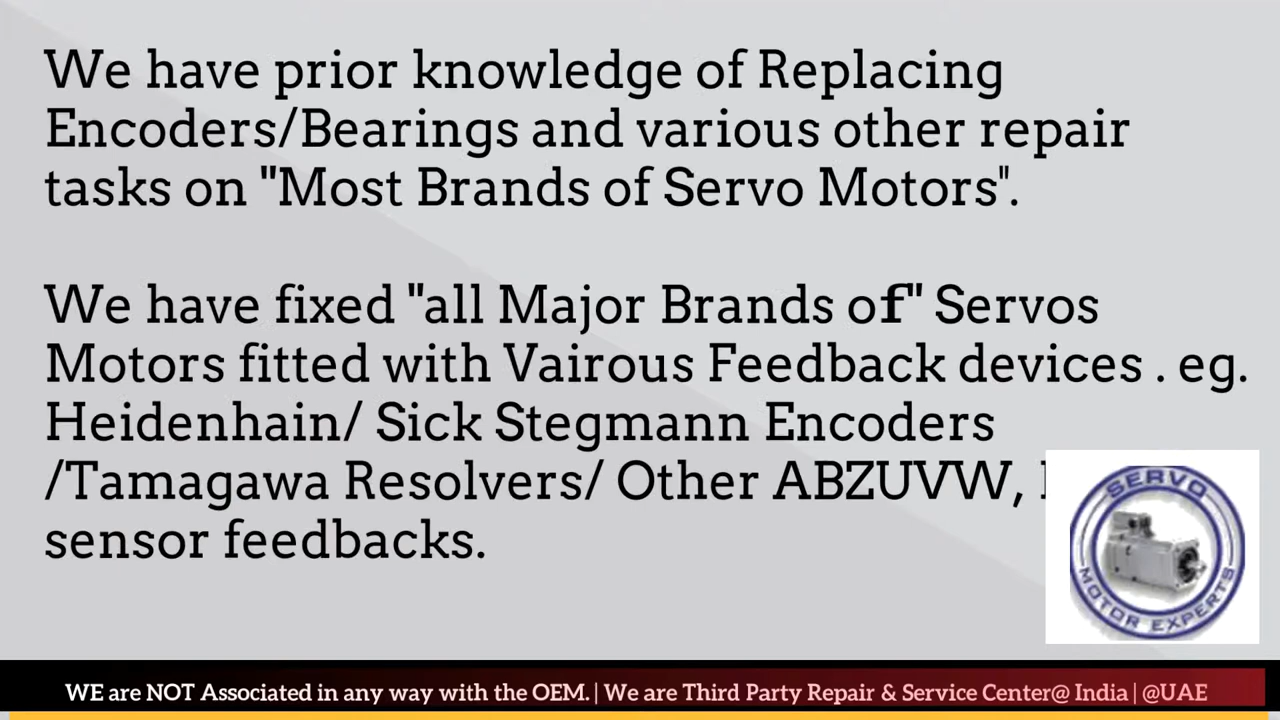 We have prior knowledge of Replacing
Encoders/Bearings and various other repair
tasks on "Most Brands of Servo Motors".
We have fixed "all Major Brands of" Servos
Motors fitted with Vairous Feedback devices . eg.
Heidenhain/ Sick Stegmann Encoders
/Tamagawa Resolvers/ Other ABZUVW,
sensor feedbacks.
SERVO
MOTOR EXPERTS
WE are NOT Associated in any way with the OEM. | We are Third Party Repair & Service Center@ India | @UAE